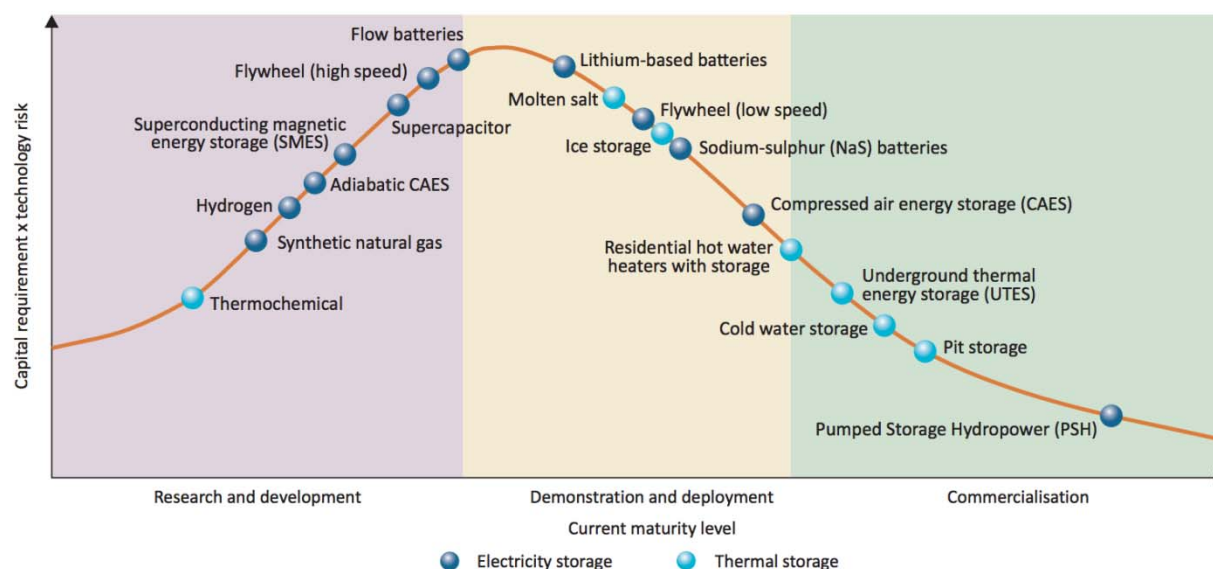 Capital requirement x technology risk
Flow batteries
Flywheel (high speed)
Supercapacitor
Superconducting magnetic
energy storage (SMES)
Adiabatic CAES
Hydrogen
Synthetic natural gas
Thermochemical
Lithium-based batteries
Molten salt
Flywheel (low speed)
Ice storage
Sodium-sulphur (NaS) batteries
Compressed air energy storage (CAES)
Residential hot water
heaters with storage
Underground thermal
energy storage (UTES)
Cold water storage
Pit storage
Pumped Storage Hydropower (PSH)
Research and development
Demonstration and deployment
Commercialisation
Current maturity level
Electricity storage
Thermal storage